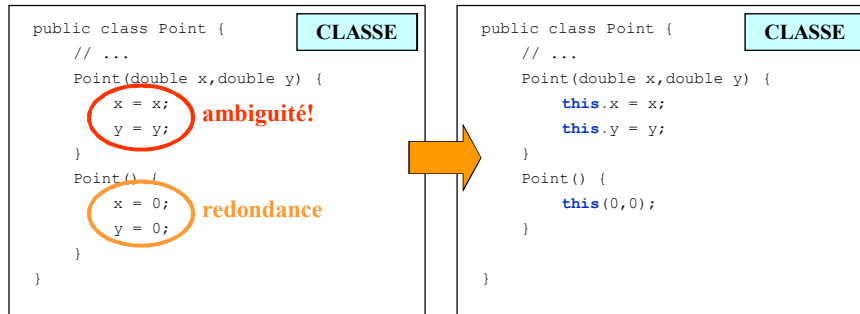 public class Point {
CLASSE
// ...
Point(double x,double y) {
x = x;
y = y;
ambiguité!
}
Point() {
x = 0;
y = 0;
redondance
}
}
public class Point {
CLASSE
// ...
Point(double x,double y) {
this.x = x;
this.y = y;
}
Point() {
this(0,0);
}
}